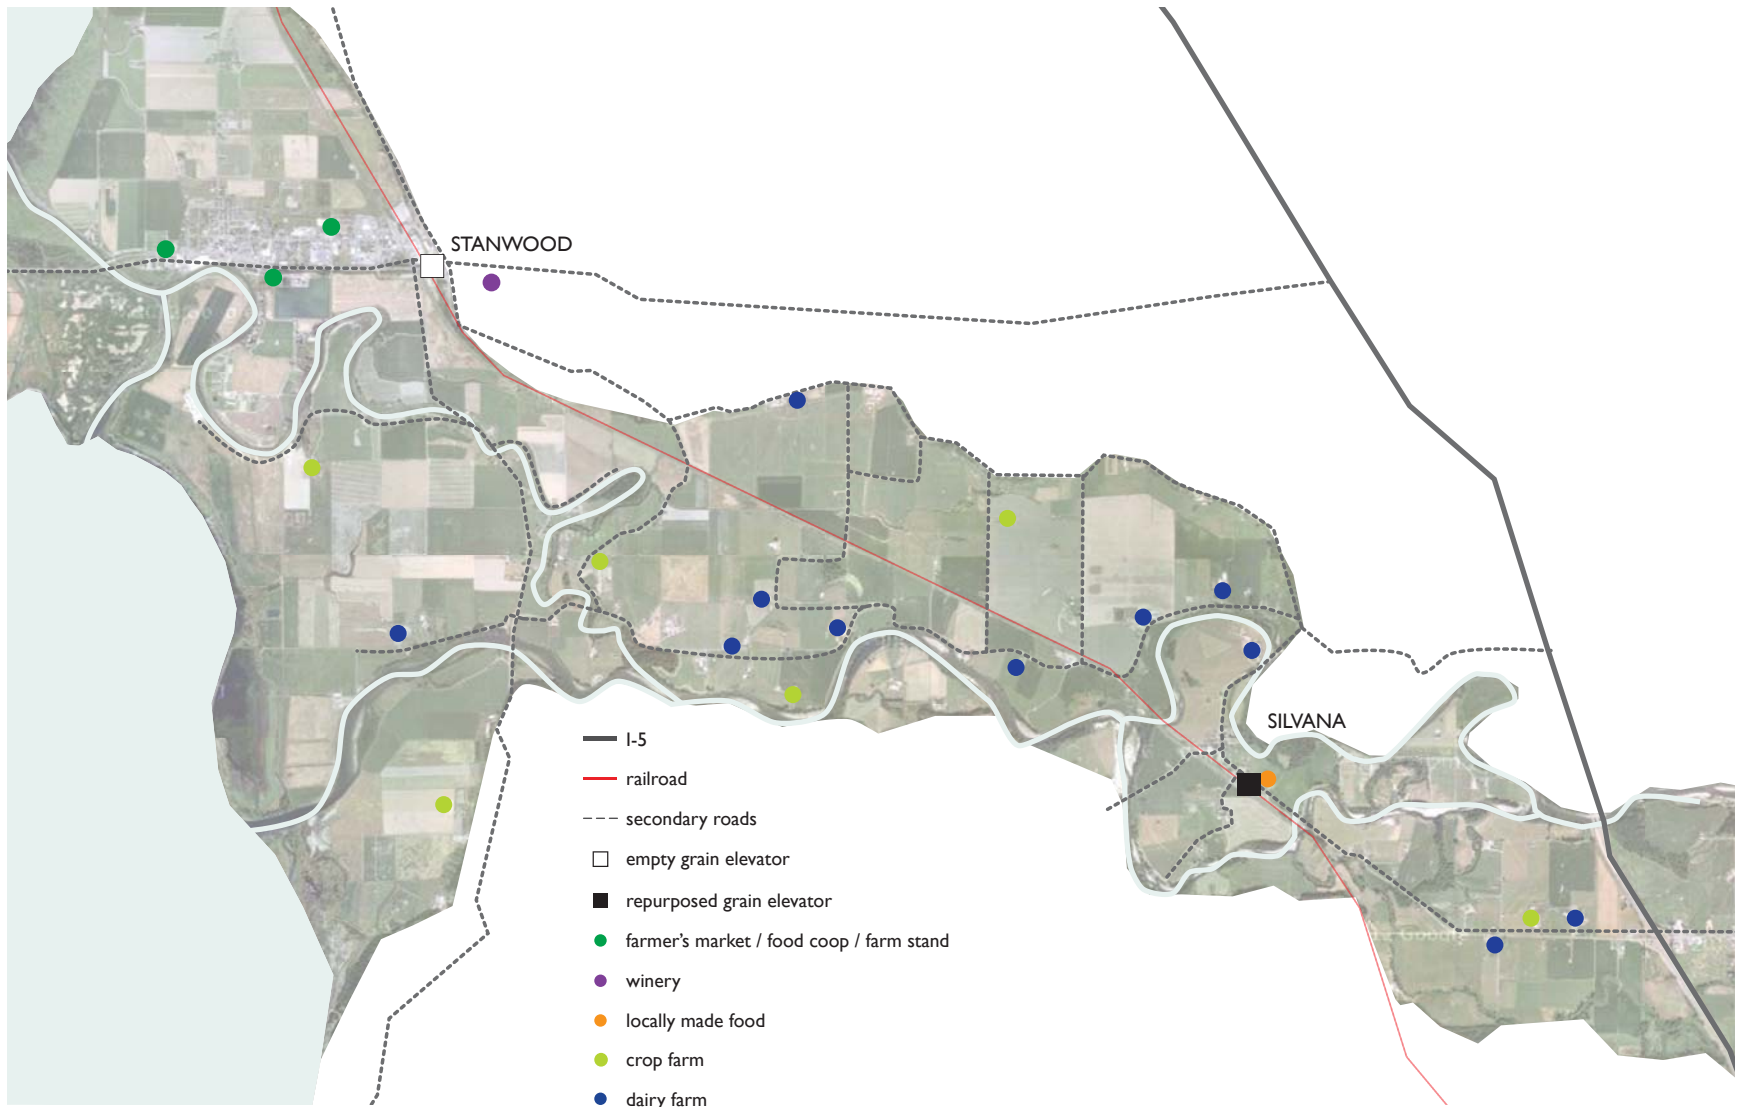 STANWOOD
SILVANA
I-5
railroad
secondary roads
empty grain elevator
repurposed grain elevator
farmer's market / food coop / farm stand
winery
locally made food
crop farm
dairy farm